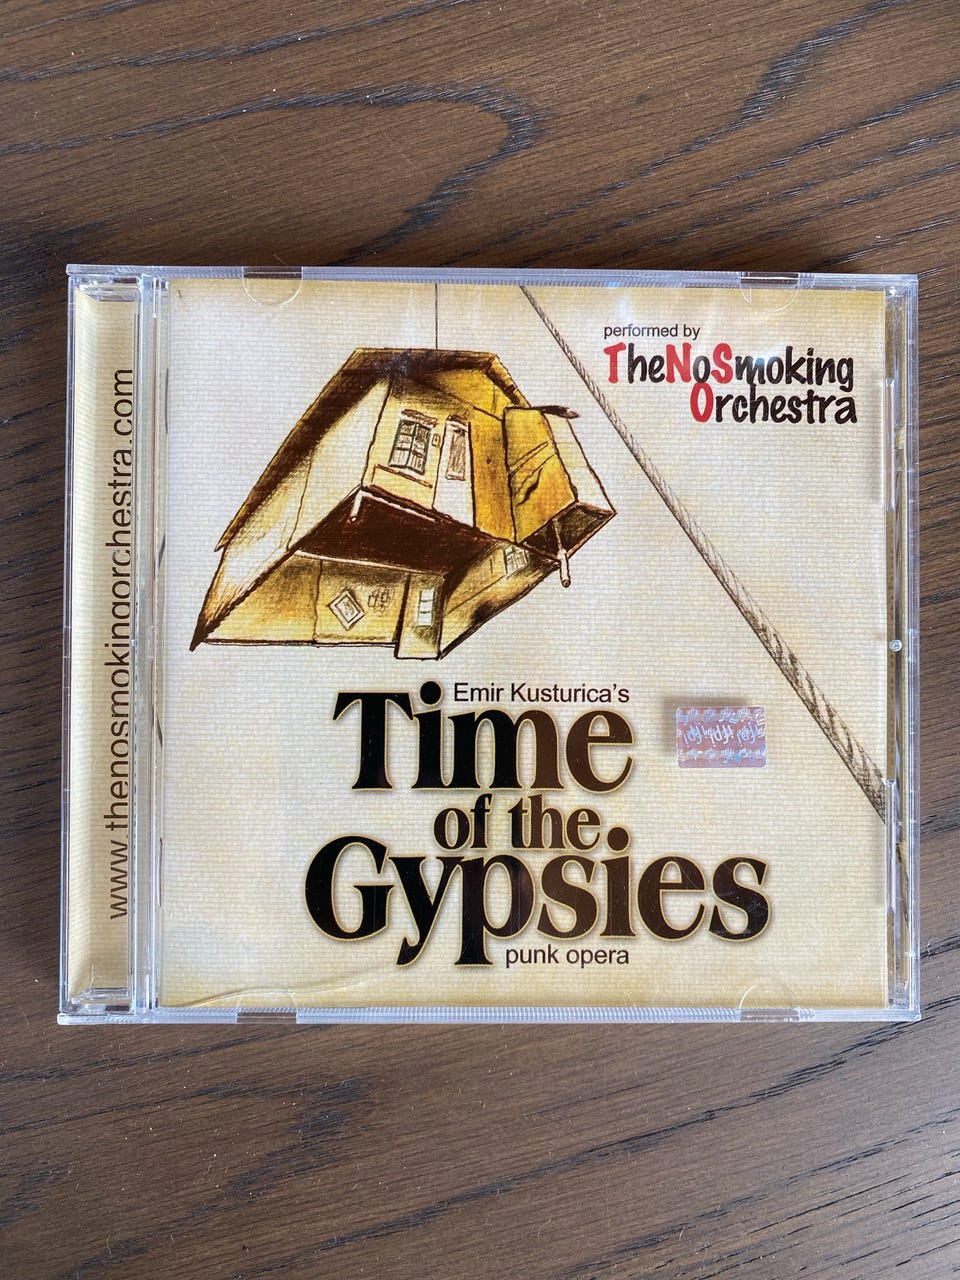 www.thenosmokingorchestra.com
performed by
TheNoSmoking
Orchestra
Emir Kusturica's
Time
of the
Gypsies
punk opera